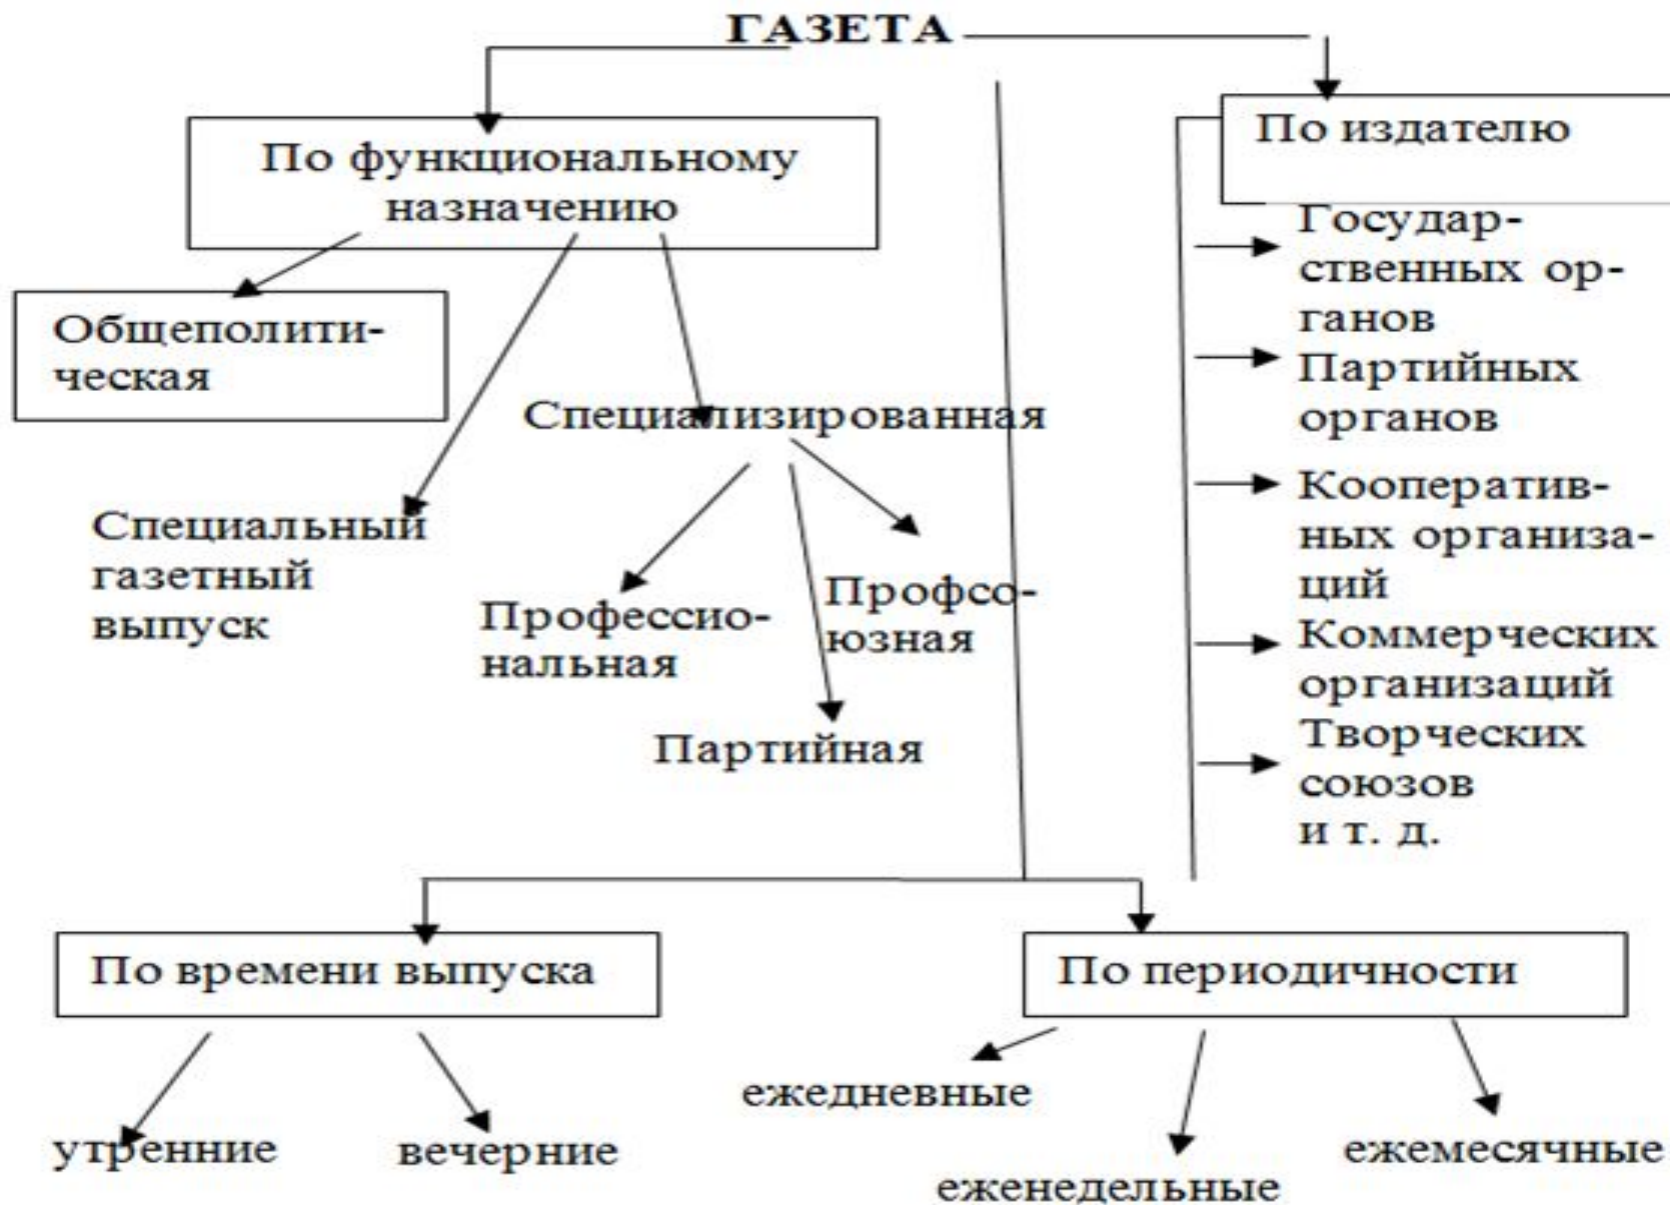 ГАЗЕТА
По функциональному
назначению
Общеполити-
ческая
Специальный
газетный
выпуск
Специализированная
Профессио-
нальная
Профсо-
юзная
Партийная
По издателю
Государ-
ственных ор-
ганов
Партийных
органов
Кооператив-
ных организа-
ций
Коммерческих
организаций
Творческих
союзов
и т. д.
По времени выпуска
утренние
вечерние
По периодичности
ежедневные
еженедельные
ежемесячные